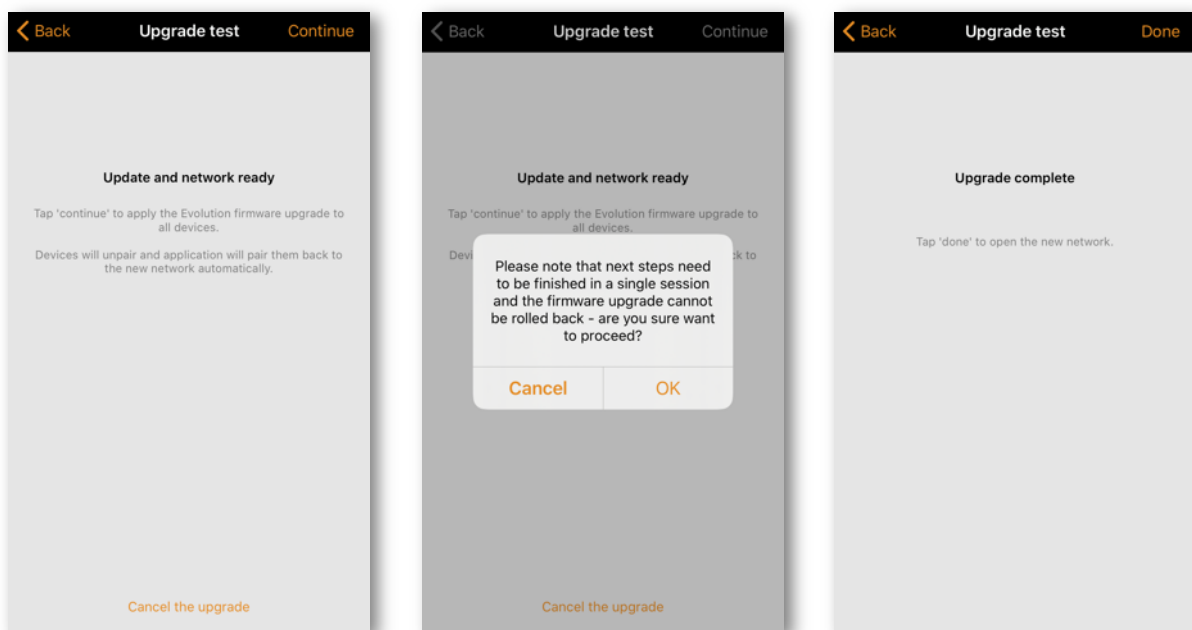 Back
Upgrade test
Continue
Update and network ready
Tap 'continue' to apply the Evolution firmware upgrade to
all devices.
Devices will unpair and application will pair them back to
the new network automatically.
Cancel the upgrade
Back
Upgrade test
Continue
Update and network ready
Tap 'continue' to apply the Evolution firmware upgrade to
all devices.
Devi
ck to
Please note that next steps need
to be finished in a single session
and the firmware upgrade cannot
be rolled back - are you sure want
to proceed?
Cancel
OK
Cancel the upgrade
Back
Upgrade test
Done
Upgrade complete
Tap 'done' to open the new network.